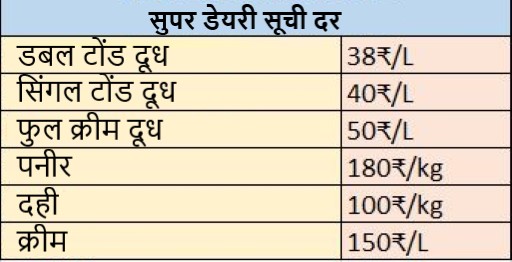 सुपर डेयरी सूची दर
डबल टोंड दूध 38₹/L
सिंगल टोंड दूध 40₹/L
फुल क्रीम दूध 50₹/L
पनीर 180₹/kg
दही 100₹/kg
क्रीम 150₹/L